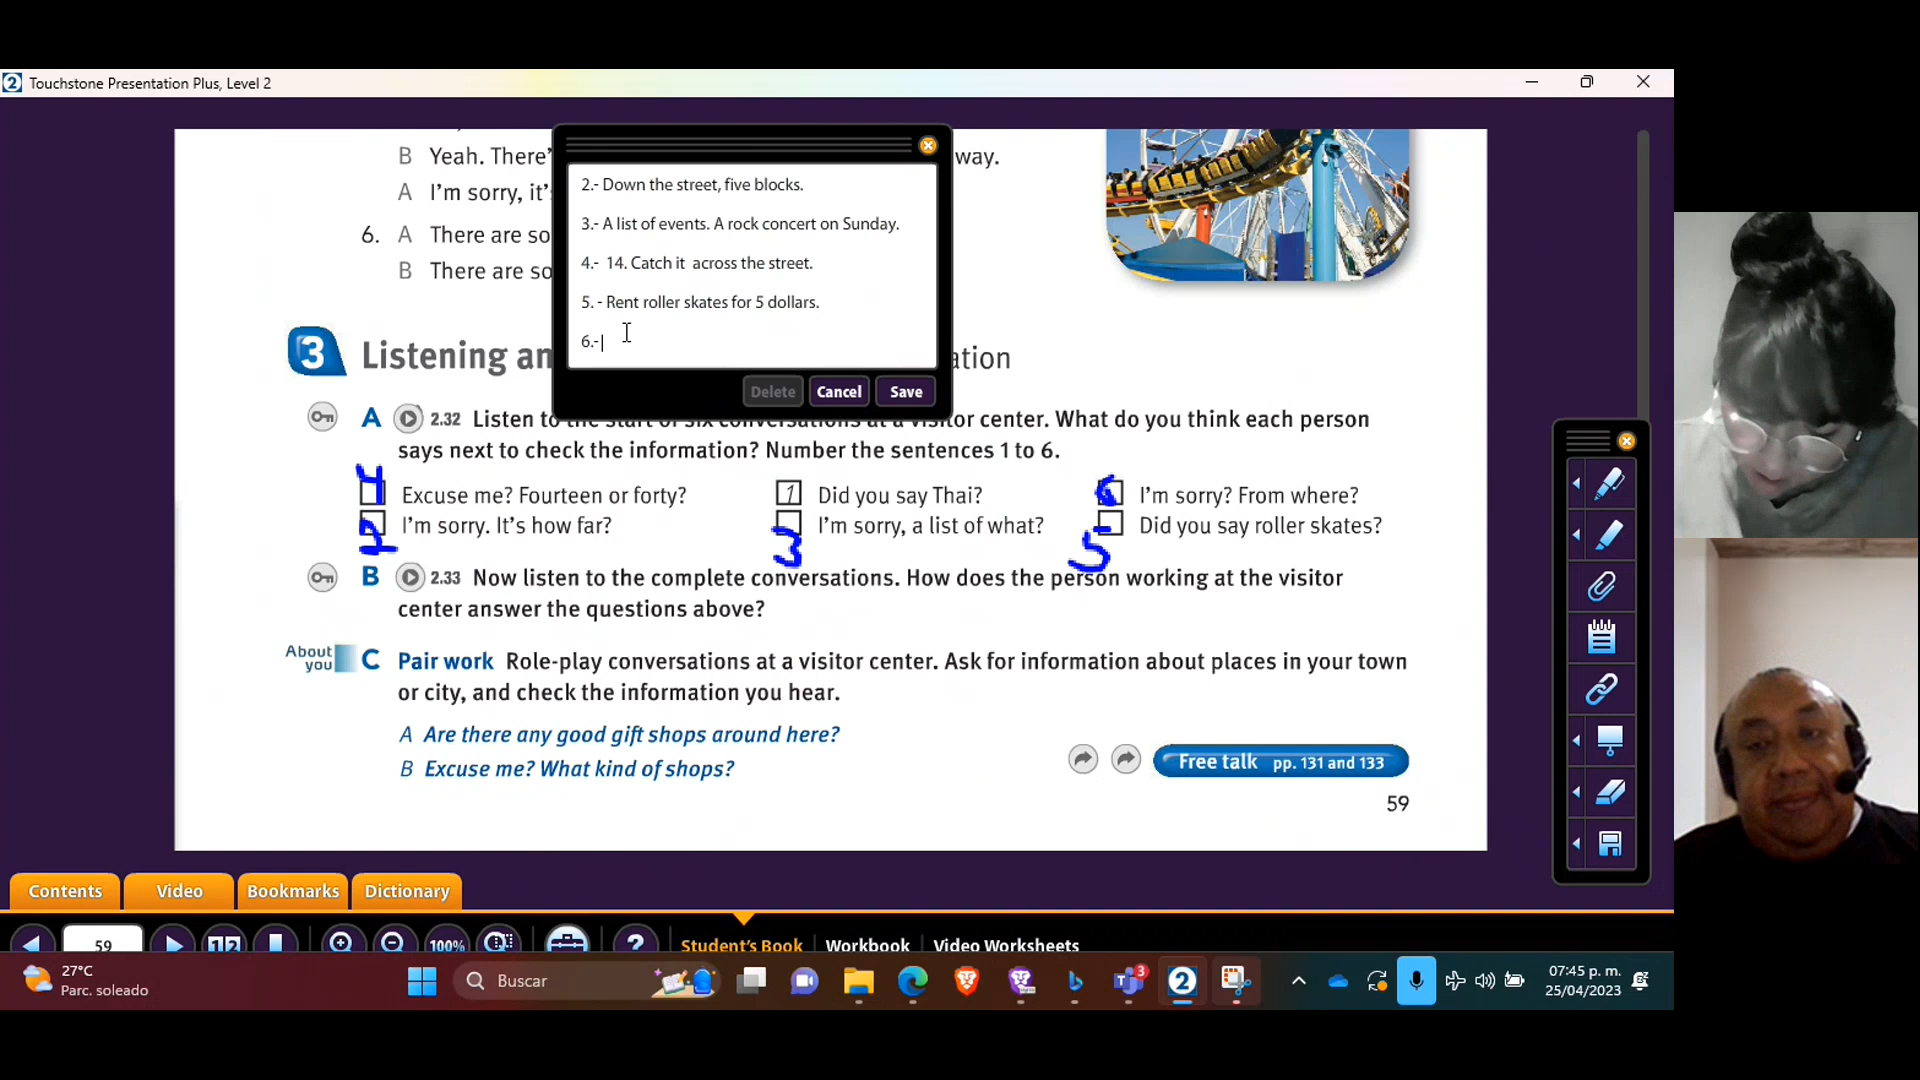 Touchstone Presentation Plus, Level 2
B Yeah. There'
way.
A I'm sorry, it'
6. A There are so
B There are so
2.- Down the street, five blocks.
3.- A list of events. A rock concert on Sunday.
4.- 14. Catch it across the street.
5. - Rent roller skates for 5 dollars.
6.-
Delete Cancel Save
3 Listening an
ation
A 2.32 Listen to the start of six conversations at a visitor center. What do you think each person
says next to check the information? Number the sentences 1 to 6.
4 Excuse me? Fourteen or forty? 1 Did you say Thai? 6 I'm sorry? From where?
2 I'm sorry. It's how far? 3 I'm sorry, a list of what? 5 Did you say roller skates?
B 2.33 Now listen to the complete conversations. How does the person working at the visitor
center answer the questions above?
About you C Pair work Role-play conversations at a visitor center. Ask for information about places in your town
or city, and check the information you hear.
A Are there any good gift shops around here?
B Excuse me? What kind of shops?
Free talk pp. 131 and 133
59
Contents Video Bookmarks Dictionary
59 12 100% ? Student's Book Workbook Video Worksheets
27°C
Parc. soleado
Buscar
3
2
07:45 p. m.
25/04/2023